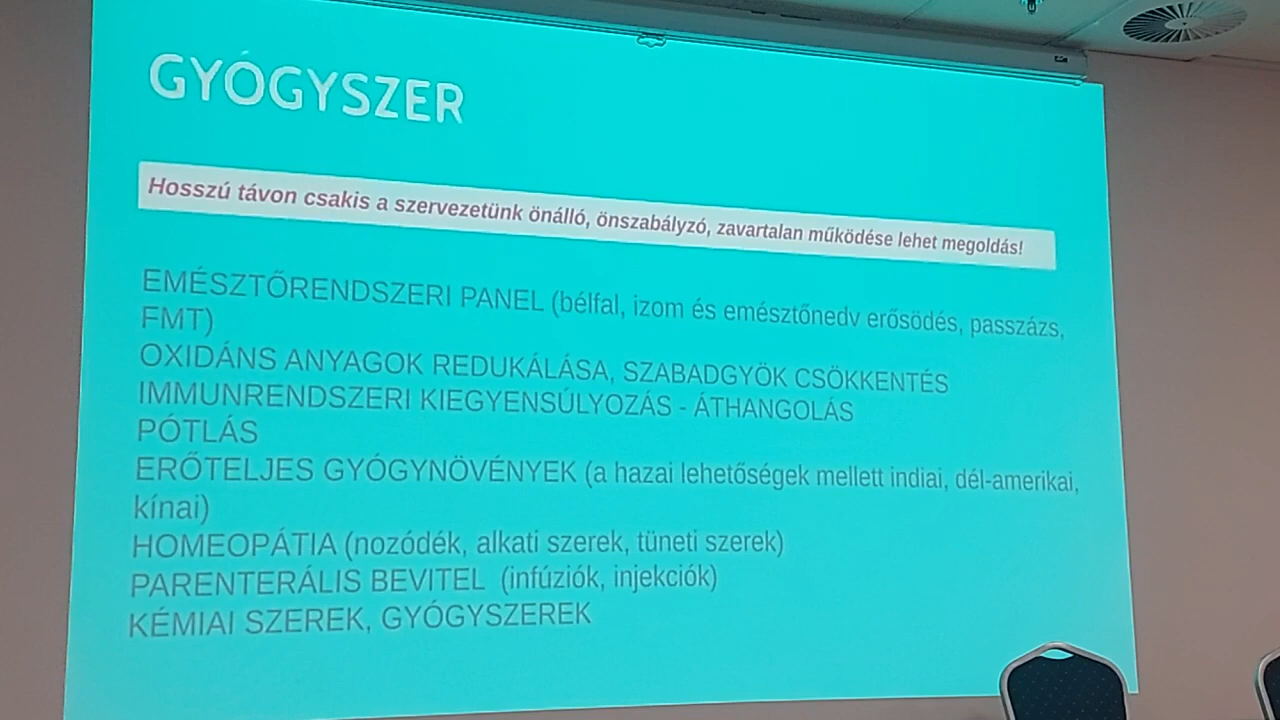 GYÓGYSZER
Hosszú távon csakis a szervezetünk önálló, önszabályzó, zavartalan működése lehet megoldás!
EMÉSZTŐRENDSZERI PANEL (bélfal, izom és emésztőnedv erősödés, passzázs,
FMT)
OXIDÁNS ANYAGOK REDUKÁLÁSA, SZABADGYÖK CSÖKKENTÉS
IMMUNRENDSZERI KIEGYENSÚLYOZÁS - ÁTHANGOLÁS
PÓTLÁS
ERŐTELJES GYÓGYNÖVÉNYEK (a hazai lehetőségek mellett indiai, dél-amerikai,
kínai)
HOMEOPÁTIA (nozódék, alkati szerek, tüneti szerek)
PARENTERÁLIS BEVITEL (infúziók, injekciók)
KÉMIAI SZEREK, GYÓGYSZEREK